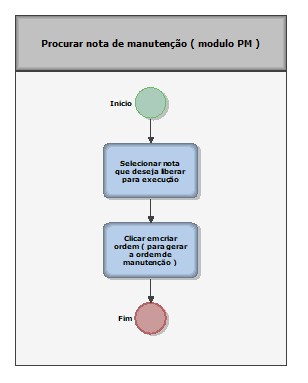 Procurar nota de manutenção ( modulo PM )
Inicio
Selecionar nota
que deseja liberar
para execução
Clicar em criar
ordem ( para gerar
a ordem de
manutenção )
Fim